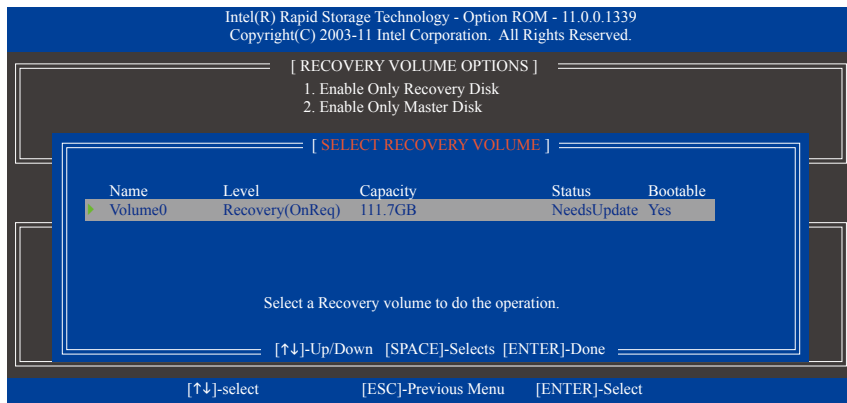 Intel(R) Rapid Storage Technology - Option ROM - 11.0.0.1339
Copyright(C) 2003-11 Intel Corporation. All Rights Reserved.
[ RECOVERY VOLUME OPTIONS ]
1. Enable Only Recovery Disk
2. Enable Only Master Disk
[ SELECT RECOVERY VOLUME ]
Name Level Capacity Status Bootable
Volume0 Recovery(OnReq) 111.7GB NeedsUpdate Yes
Select a Recovery volume to do the operation.
[↑↓]-Up/Down [SPACE]-Selects [ENTER]-Done
[↑↓]-select [ESC]-Previous Menu [ENTER]-Select